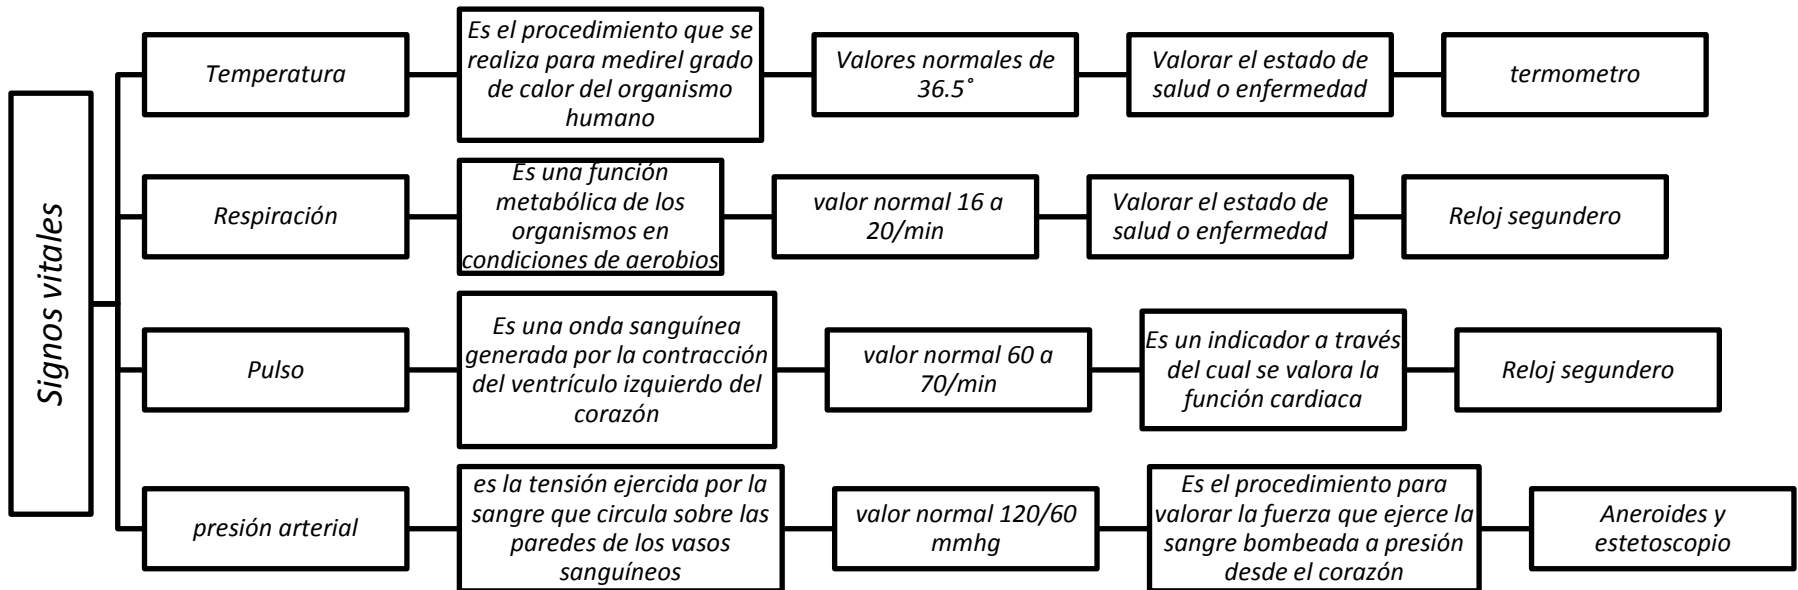 Signos vitales
Temperatura
Es el procedimiento que se
realiza para medirel grado
de calor del organismo
humano
Valores normales de
36.5°
Valorar el estado de
salud o enfermedad
termometro
Respiración
Es una función
metabólica de los
organismos en
condiciones de aerobios
valor normal 16 a
20/min
Valorar el estado de
salud o enfermedad
Reloj segundero
Pulso
Es una onda sanguínea
generada por la contracción
del ventrículo izquierdo del
corazón
valor normal 60 a
70/min
Es un indicador a través
del cual se valora la
función cardiaca
Reloj segundero
presión arterial
es la tensión ejercida por la
sangre que circula sobre las
paredes de los vasos
sanguíneos
valor normal 120/60
mmhg
Es el procedimiento para
valorar la fuerza que ejerce la
sangre bombeada a presión
desde el corazón
Aneroides y
estetoscopio